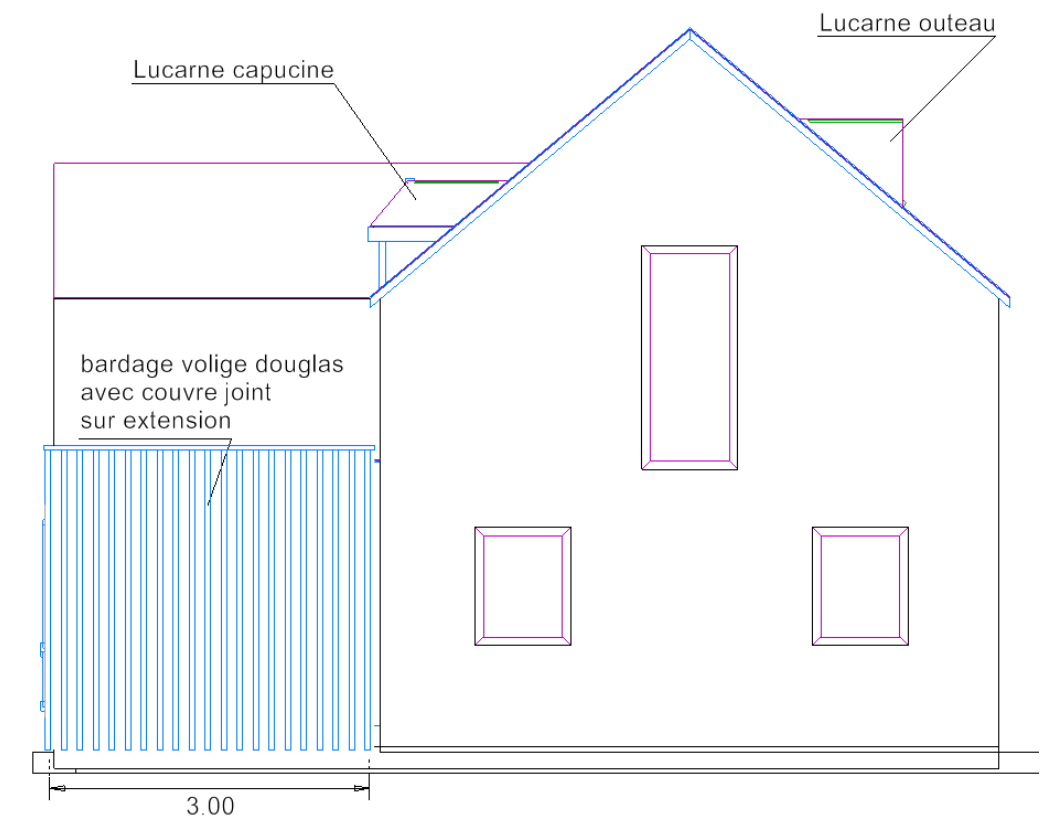 Lucarne outeau
Lucarne capucine
bardage volige douglas
avec couvre joint
sur extension
3.00